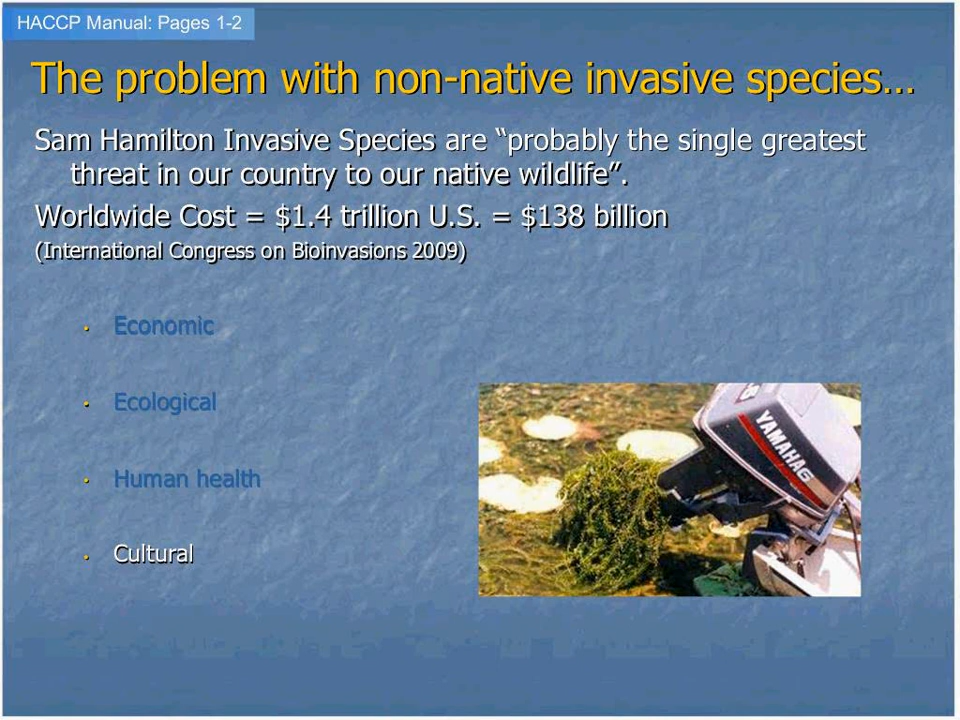 HACCP Manual: Pages 1-2
The problem with non-native invasive species...
Sam Hamilton Invasive Species are “probably the single greatest
threat in our country to our native wildlife”.
Worldwide Cost = $1.4 trillion U.S. = $138 billion
(International Congress on Bioinvasions 2009)
• Economic
• Ecological
• Human health
• Cultural
YAMAHA